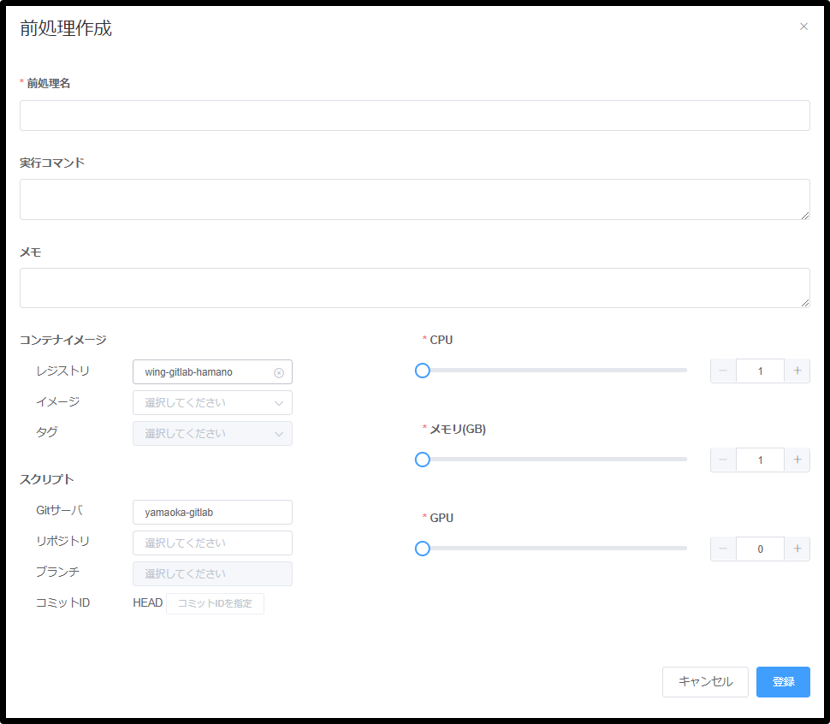 前処理作成
* 前処理名
実行コマンド
メモ
コンテナイメージ
レジストリ wing-gitlab-hamano
イメージ 選択してください
タグ 選択してください
スクリプト
Gitサーバ yamaoka-gitlab
リポジトリ 選択してください
ブランチ 選択してください
コミットID HEAD コミットIDを指定
* CPU
1
* メモリ(GB)
1
* GPU
0
キャンセル 登録